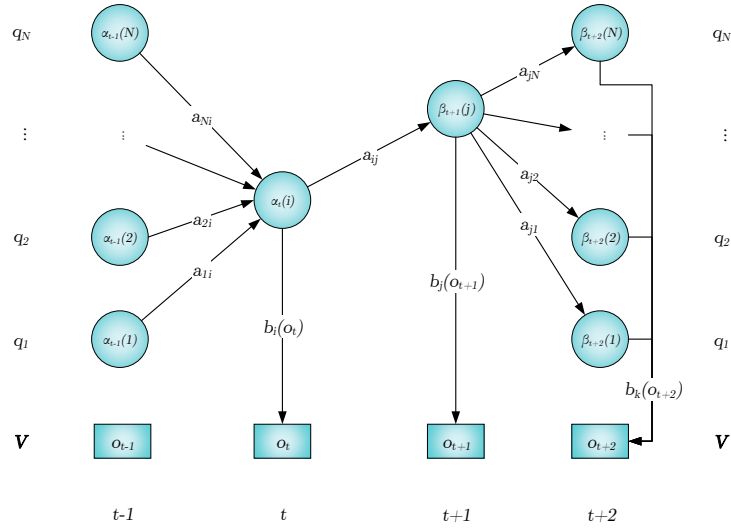 q_N α_{t-1}(N) β_{t+2}(N) q_N
a_{jN}
β_{t+1}(j)
a_{Ni}
⋮ ⋮ ⋮ ⋮
a_{ij}
a_{j2}
α_t(i)
a_{2i} a_{j1}
q_2 α_{t-1}(2) β_{t+2}(2) q_2
a_{1i}
b_j(o_{t+1})
b_i(o_t)
q_1 α_{t-1}(1) β_{t+2}(1) q_1
b_k(o_{t+2})
V o_{t-1} o_t o_{t+1} o_{t+2} V
t-1 t t+1 t+2